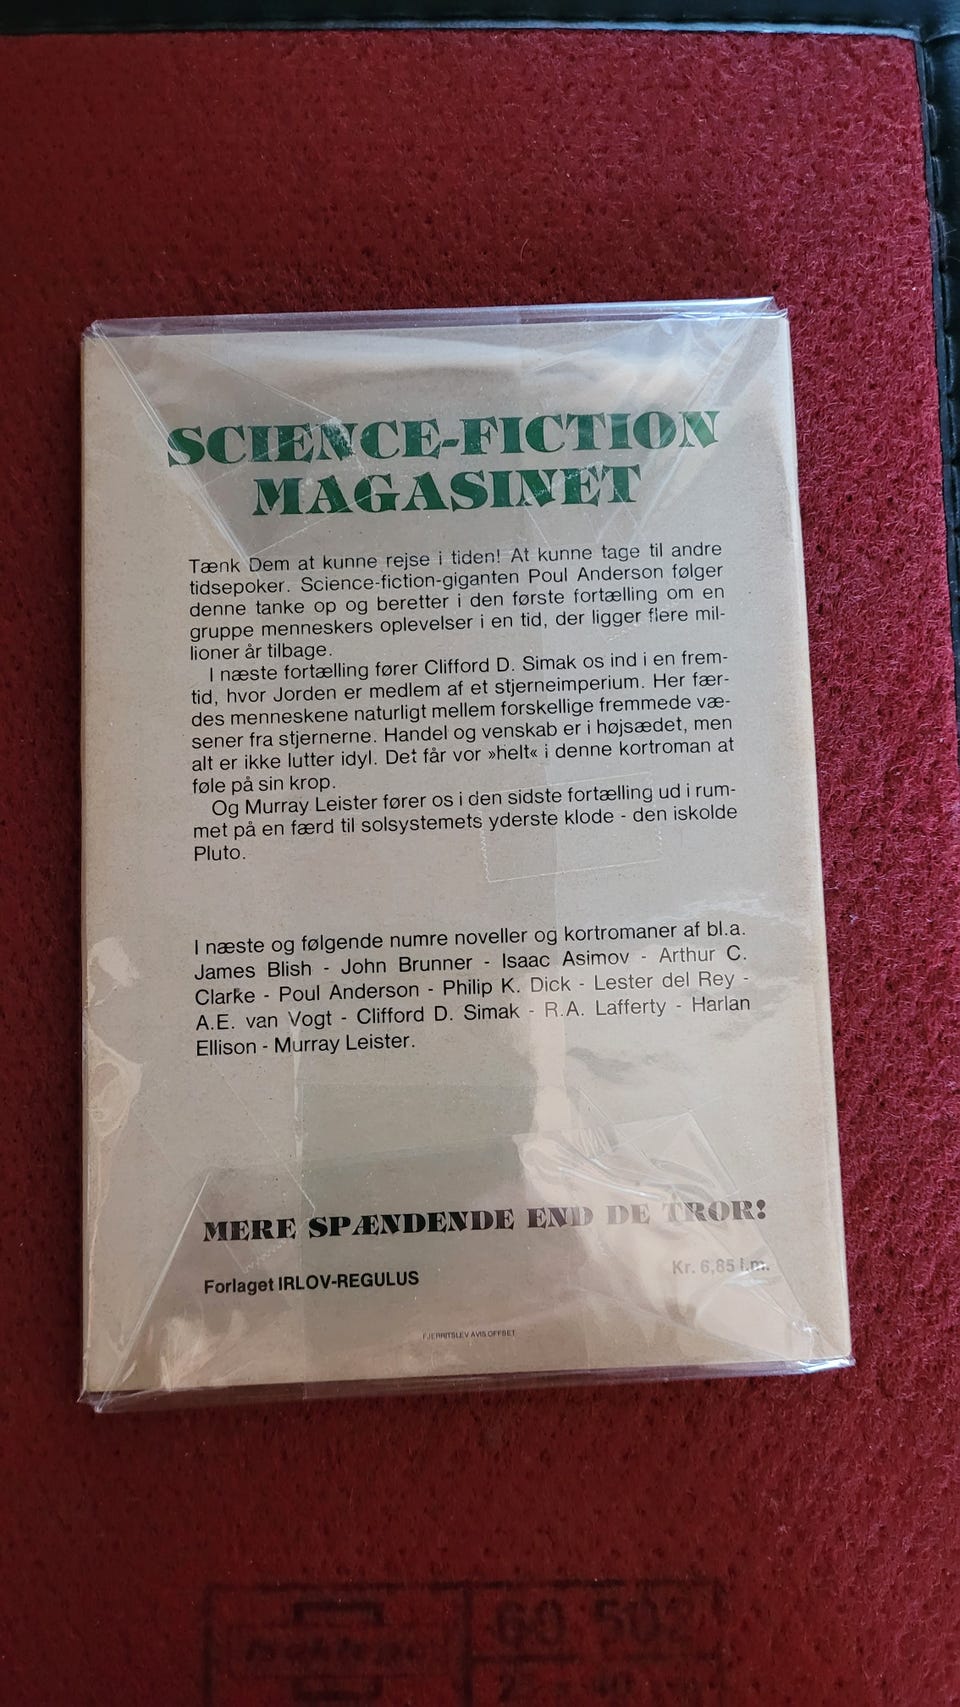 SCIENCE-FICTION
MAGASINET
Tænk Dem at kunne rejse i tiden! At kunne tage til andre
tidsepoker. Science-fiction-giganten Poul Anderson følger
denne tanke op og beretter i den første fortælling om en
gruppe menneskers oplevelser i en tid, der ligger flere mil-
lioner år tilbage.
I næste fortælling fører Clifford D. Simak os ind i en frem-
tid, hvor Jorden er medlem af et stjerneimperium. Her fær-
des menneskene naturligt mellem forskellige fremmede væ-
sener fra stjernerne. Handel og venskab er i højsædet, men
alt er ikke lutter idyl. Det får vor »helt« i denne kortroman at
føle på sin krop.
Og Murray Leister fører os i den sidste fortælling ud i rum-
met på en færd til solsystemets yderste klode - den iskolde
Pluto.
I næste og følgende numre noveller og kortromaner af bl.a.
James Blish - John Brunner - Isaac Asimov - Arthur C.
Clarke - Poul Anderson - Philip K. Dick - Lester del Rey -
A.E. van Vogt - Clifford D. Simak - R.A. Lafferty - Harlan
Ellison - Murray Leister.
MERE SPÆNDENDE END DE TROR!
Kr. 6,85 i.m.
Forlaget IRLOV-REGULUS
FJERRITSLEV AVIS OFFSET
60 502